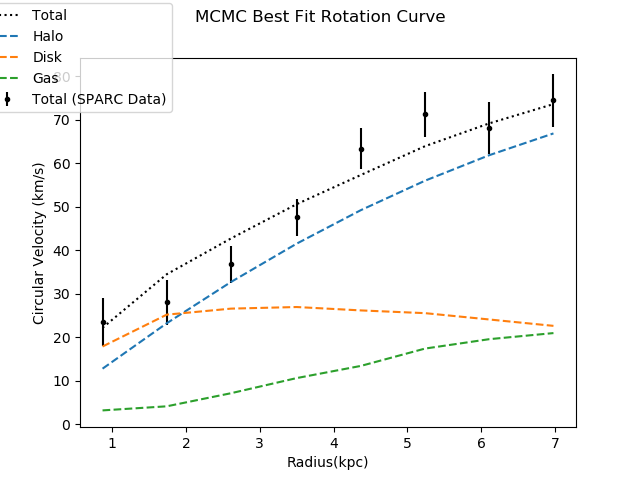 MCMC Best Fit Rotation Curve
Total
Halo
Disk
Gas
Total (SPARC Data)
80
70
60
50
40
30
20
10
0
Circular Velocity (km/s)
1 2 3 4 5 6 7
Radius(kpc)